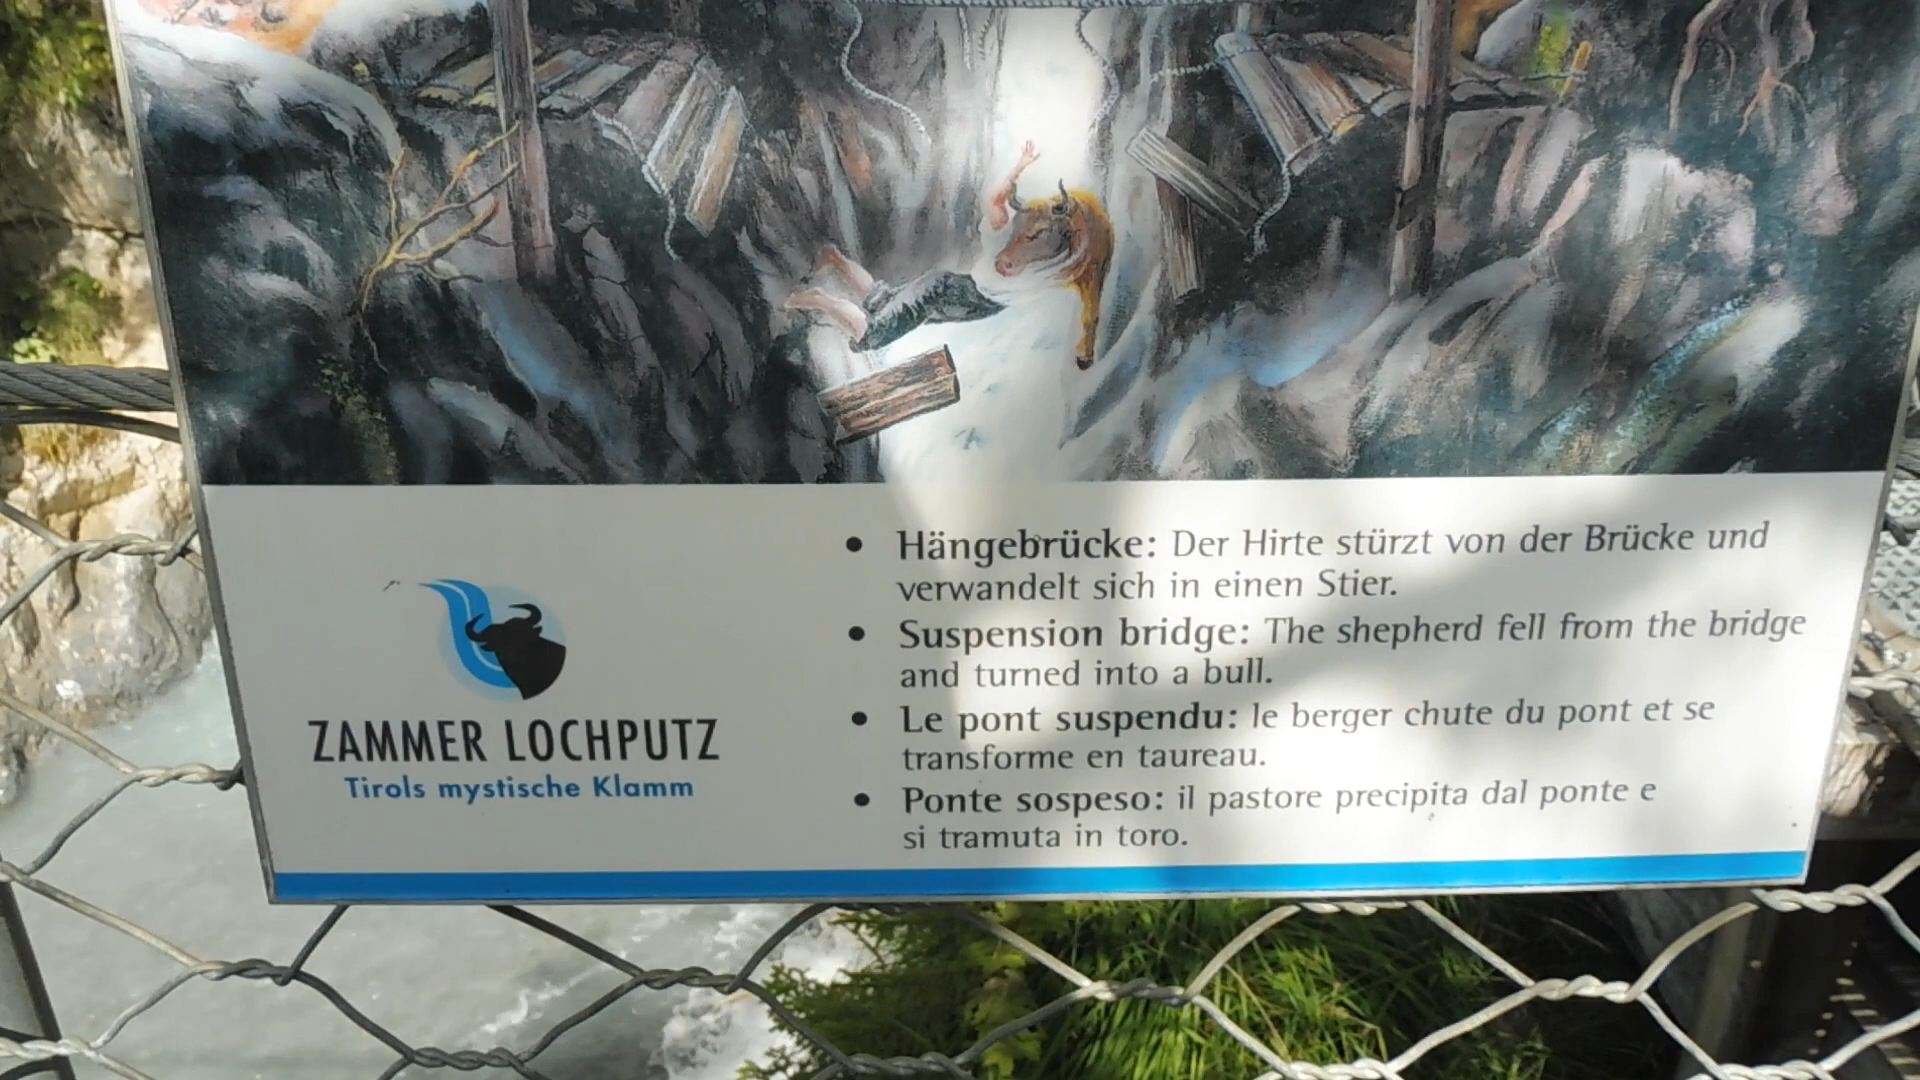 ZAMMER LOCHPUTZ
Tirols mystische Klamm
• Hängebrücke: Der Hirte stürzt von der Brücke und
verwandelt sich in einen Stier.
• Suspension bridge: The shepherd fell from the bridge
and turned into a bull.
• Le pont suspendu: le berger chute du pont et se
transforme en taureau.
• Ponte sospeso: il pastore precipita dal ponte e
si tramuta in toro.